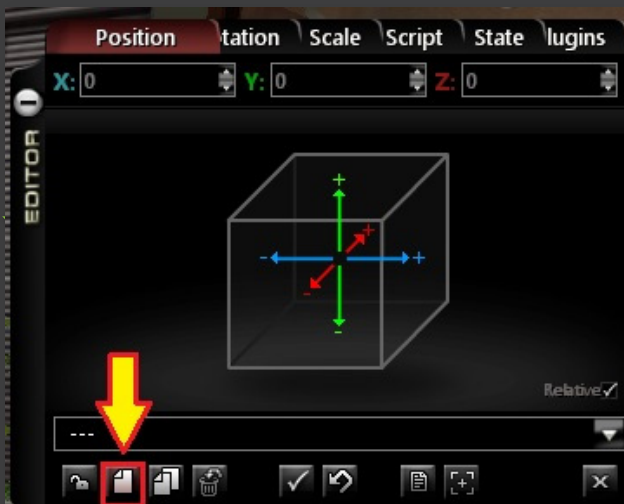 Position tation Scale Script State lugins
X: 0 Y: 0 Z: 0
EDITOR
+
- +
+
-
-
Relative
---